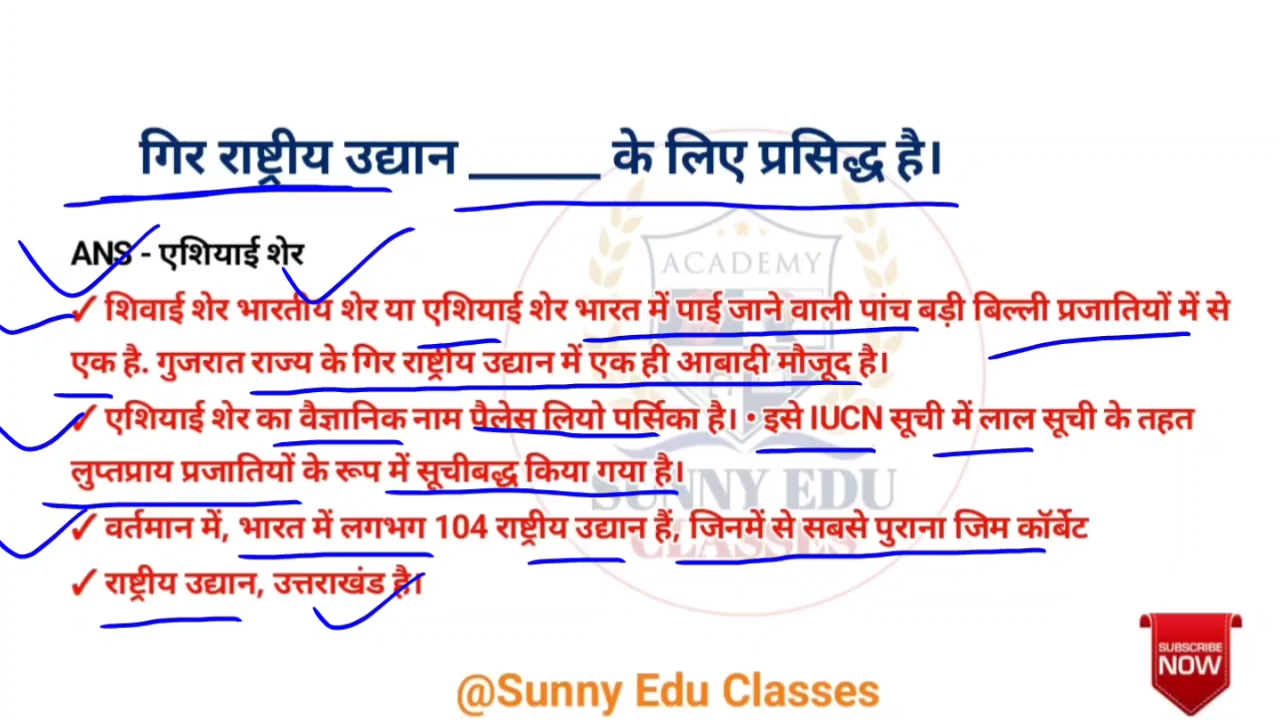 गिर राष्ट्रीय उद्यान ______ के लिए प्रसिद्ध है।
ANS - एशियाई शेर
✓ शिवाई शेर भारतीय शेर या एशियाई शेर भारत में पाई जाने वाली पांच बड़ी बिल्ली प्रजातियों में से
एक है. गुजरात राज्य के गिर राष्ट्रीय उद्यान में एक ही आबादी मौजूद है।
✓ एशियाई शेर का वैज्ञानिक नाम पैलेस लियो पर्सिका है। • इसे IUCN सूची में लाल सूची के तहत
लुप्तप्राय प्रजातियों के रूप में सूचीबद्ध किया गया है।
✓ वर्तमान में, भारत में लगभग 104 राष्ट्रीय उद्यान हैं, जिनमें से सबसे पुराना जिम कॉर्बेट
✓ राष्ट्रीय उद्यान, उत्तराखंड है।
ACADEMY
SUNNY EDU
CLASSES
SUBSCRIBE
NOW
@Sunny Edu Classes